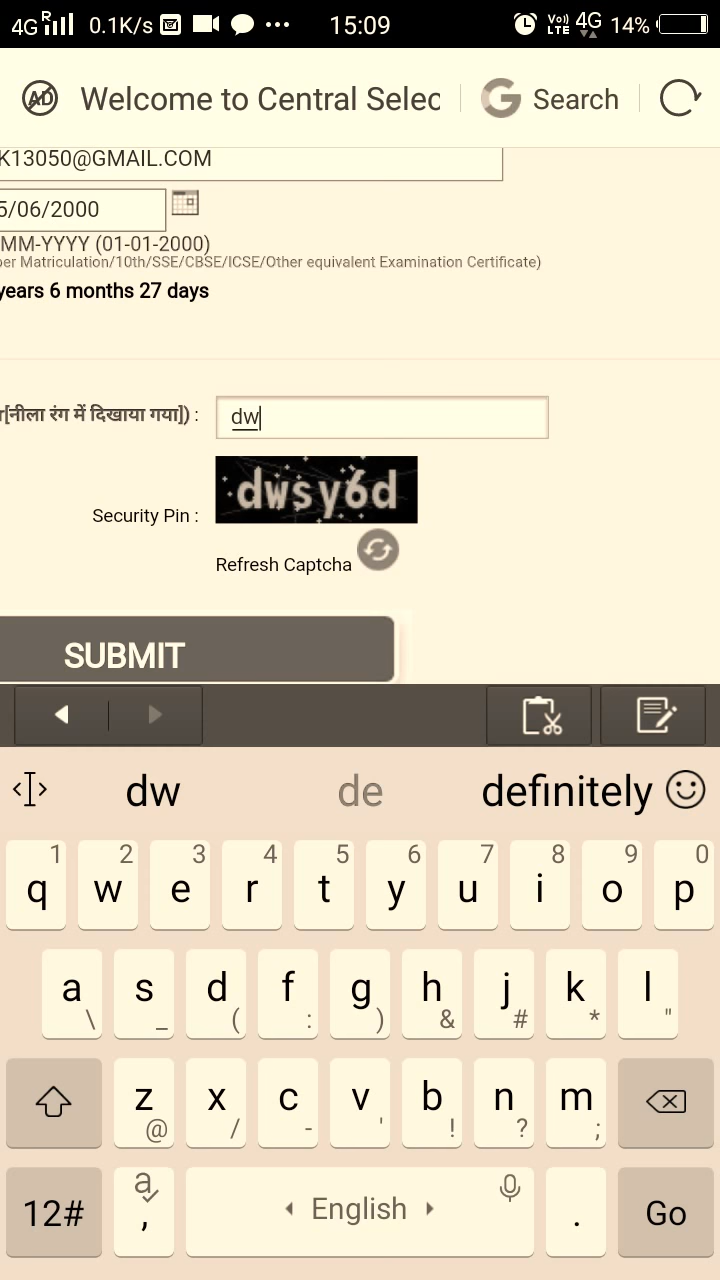 4G R 0.1K/s 15:09 Vo)) LTE 4G 14%
AD Welcome to Central Selec G Search
K13050@GMAIL.COM
5/06/2000
MM-YYYY (01-01-2000)
per Matriculation/10th/SSE/CBSE/ICSE/Other equivalent Examination Certificate)
years 6 months 27 days
r[नीला रंग में दिखाया गया]) : dw
dwsy6d
Security Pin :
Refresh Captcha
SUBMIT
dw de definitely
1 2 3 4 5 6 7 8 9 0
q w e r t y u i o p
a s d f g h j k l
\ _ ( : ) & # * "
z x c v b n m
@ / - ' ! ? ;
12# a , English . Go